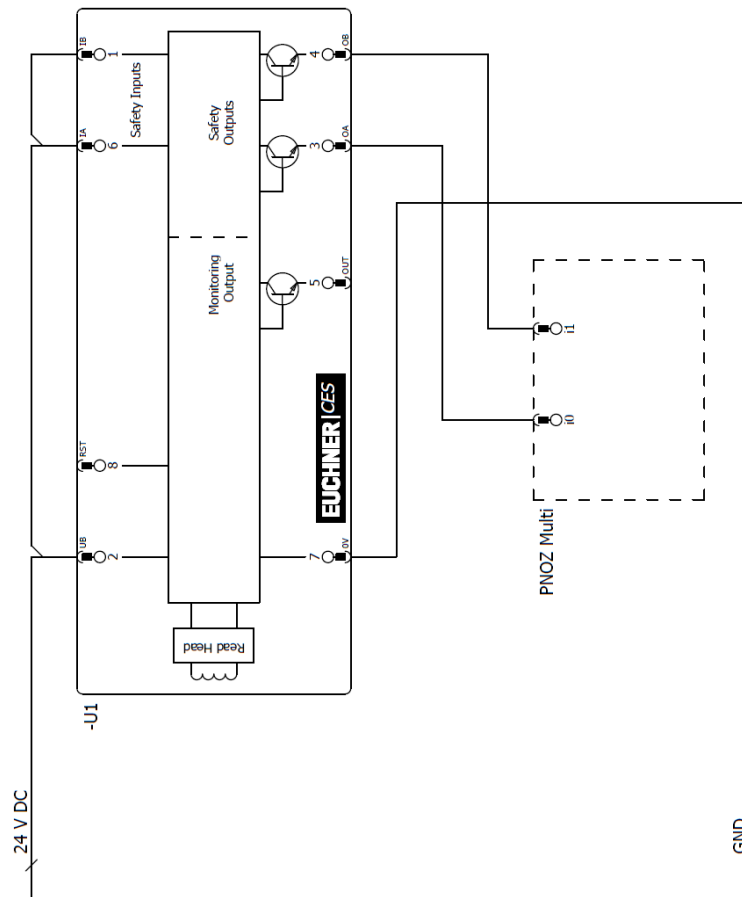 24 V DC
-U1
UB
2
RST
8
IA
6
IB
1
Safety Inputs
Safety
Outputs
Monitoring
Output
Read Head
EUCHNER|CES
7
0V
5
OUT
3
OA
4
OB
PNOZ Multi
i0
i1
GND